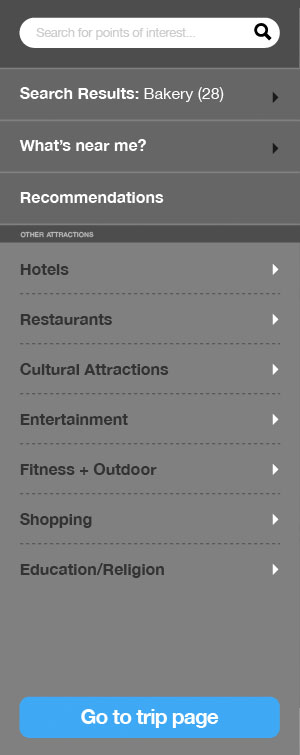 Search for points of interest...
Search Results: Bakery (28)
What's near me?
Recommendations
OTHER ATTRACTIONS
Hotels
Restaurants
Cultural Attractions
Entertainment
Fitness + Outdoor
Shopping
Education/Religion
Go to trip page